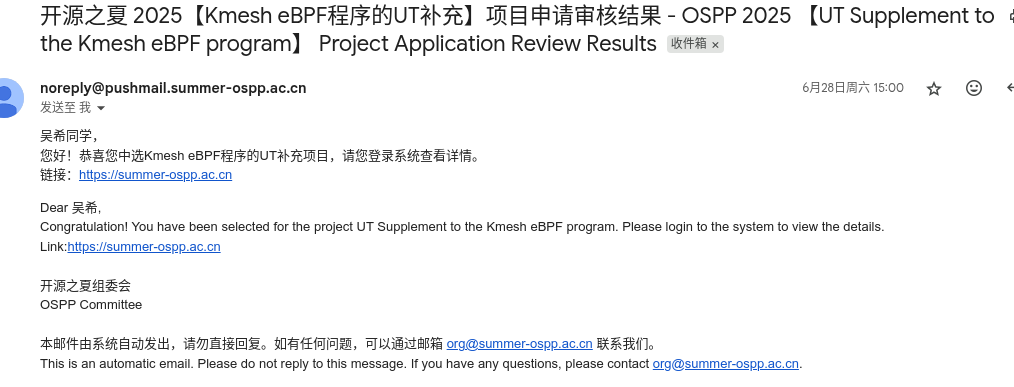 开源之夏 2025【Kmesh eBPF程序的UT补充】项目申请审核结果 - OSPP 2025 【UT Supplement to
the Kmesh eBPF program】 Project Application Review Results 收件箱 ×
noreply@pushmail.summer-ospp.ac.cn 6月28日周六 15:00
发送至 我
吴希同学,
您好！恭喜您中选Kmesh eBPF程序的UT补充项目，请您登录系统查看详情。
链接：https://summer-ospp.ac.cn
Dear 吴希,
Congratulation! You have been selected for the project UT Supplement to the Kmesh eBPF program. Please login to the system to view the details.
Link:https://summer-ospp.ac.cn
开源之夏组委会
OSPP Committee
本邮件由系统自动发出，请勿直接回复。如有任何问题，可以通过邮箱 org@summer-ospp.ac.cn 联系我们。
This is an automatic email. Please do not reply to this message. If you have any questions, please contact org@summer-ospp.ac.cn.